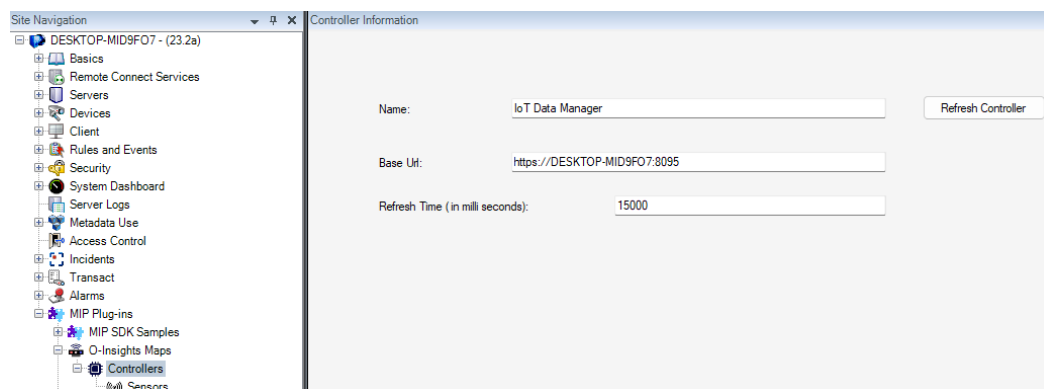 Site Navigation
DESKTOP-MID9FO7 - (23.2a)
Basics
Remote Connect Services
Servers
Devices
Client
Rules and Events
Security
System Dashboard
Server Logs
Metadata Use
Access Control
Incidents
Transact
Alarms
MIP Plug-ins
MIP SDK Samples
O-Insights Maps
Controllers
Sensors
Controller Information
Name: IoT Data Manager Refresh Controller
Base Url: https://DESKTOP-MID9FO7:8095
Refresh Time (in milli seconds): 15000